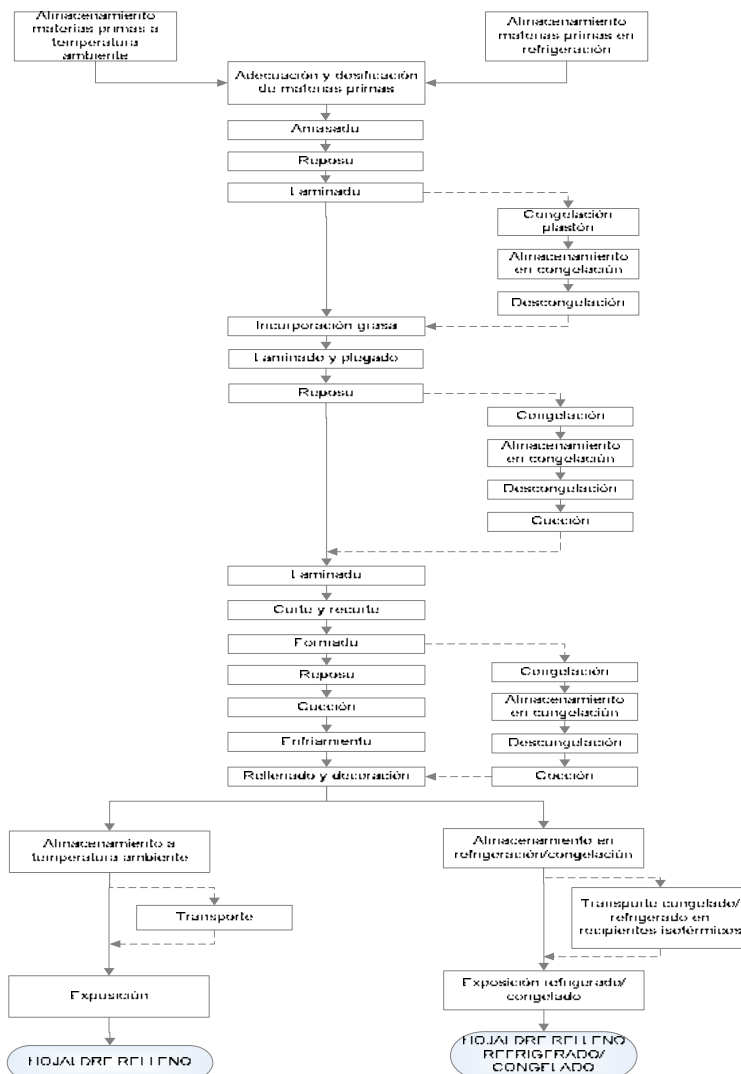 Almacenamiento
materias primas a
temperatura
ambiente
Almacenamiento
materias primas en
refrigeración
Adecuación y dosificación
de materias primas
Amasado
Reposo
Laminado
Congelación
plastón
Almacenamiento
en congelación
Descongelación
Incorporación grasa
Laminado y plegado
Reposo
Congelación
Almacenamiento
en congelación
Descongelación
Cocción
Laminado
Corte y recorte
Formado
Reposo
Cocción
Enfriamiento
Rellenado y decoración
Congelación
Almacenamiento
en congelación
Descongelación
Cocción
Almacenamiento a
temperatura ambiente
Almacenamiento en
refrigeración/congelación
Transporte
Transporte congelado/
refrigerado en
recipientes isotérmicos
Exposición
Exposición refrigerado/
congelado
HOJALDRE RELLENO
HOJALDRE RELLENO
REFRIGERADO/
CONGELADO